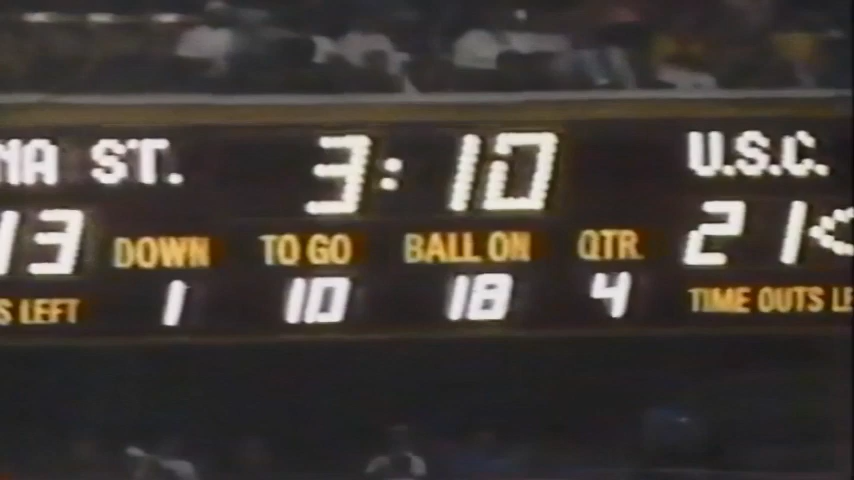 MA ST. 3:10 U.S.C.
13 DOWN TO GO BALL ON QTR. 21<
S LEFT 1 10 18 4 TIME OUTS LE